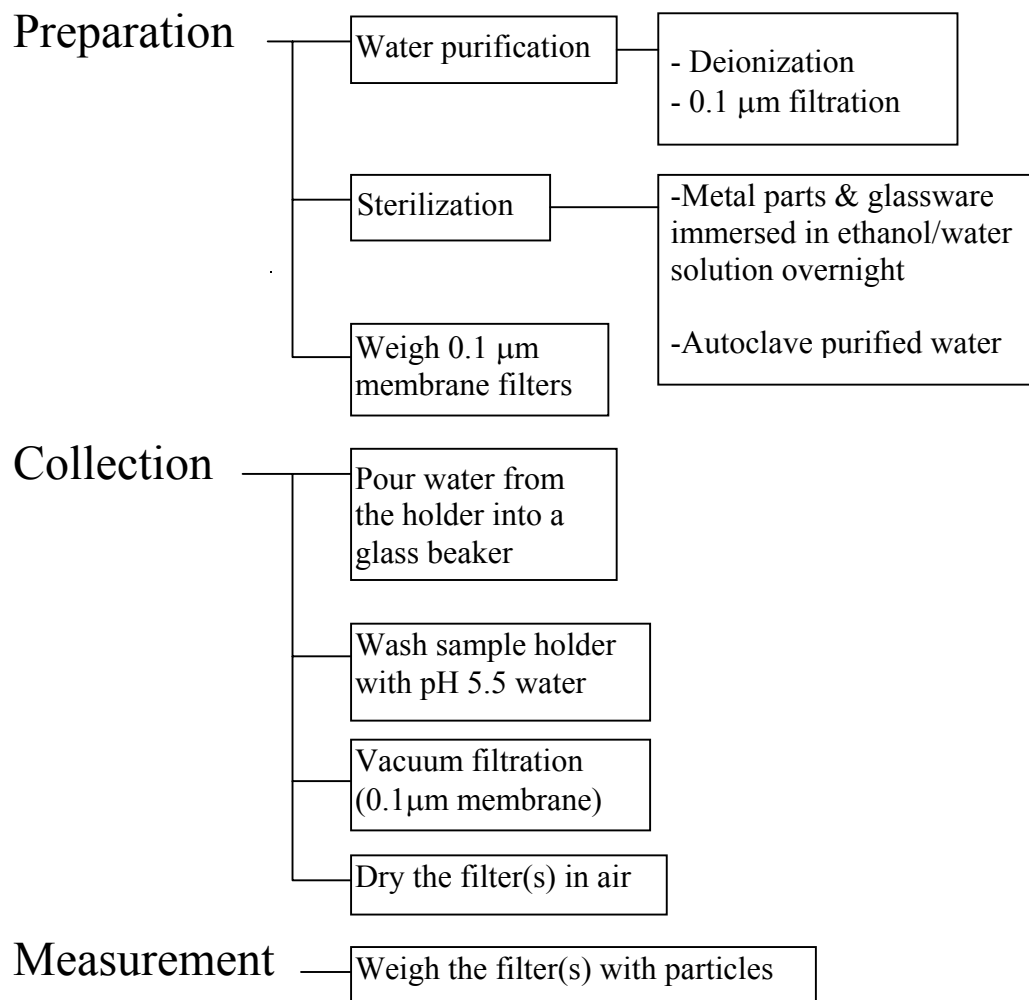 Preparation
Water purification
- Deionization
- 0.1 μm filtration
Sterilization
-Metal parts & glassware
immersed in ethanol/water
solution overnight
-Autoclave purified water
Weigh 0.1 μm
membrane filters
Collection
Pour water from
the holder into a
glass beaker
Wash sample holder
with pH 5.5 water
Vacuum filtration
(0.1μm membrane)
Dry the filter(s) in air
Measurement
Weigh the filter(s) with particles